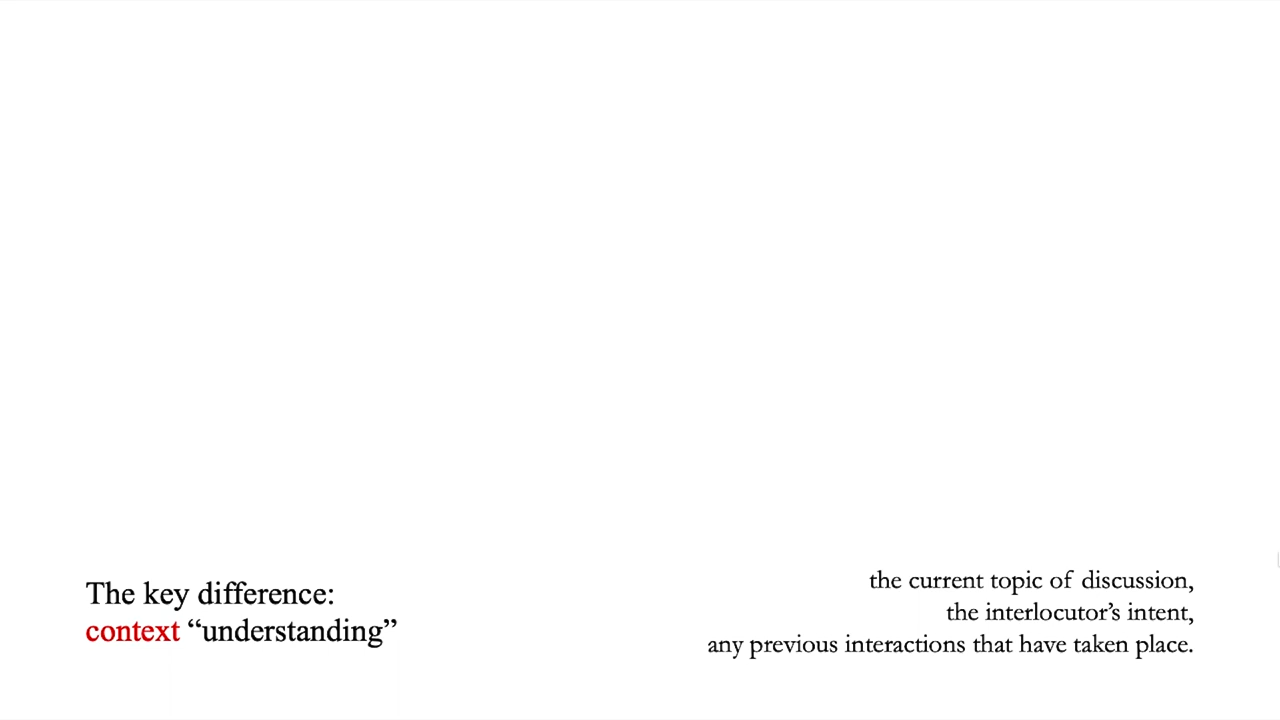 The key difference:
context “understanding”
the current topic of discussion,
the interlocutor’s intent,
any previous interactions that have taken place.